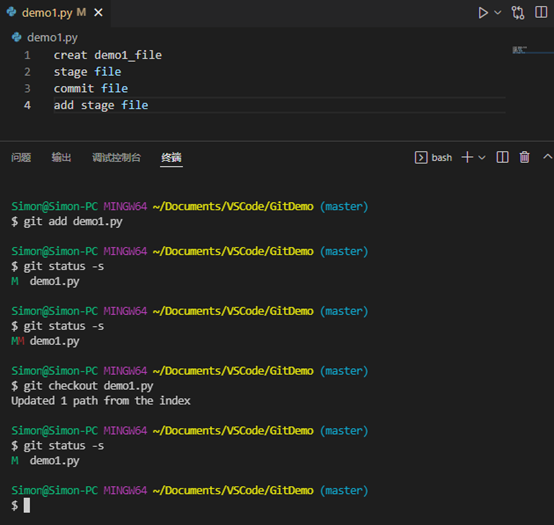 demo1.py M
demo1.py
1 creat demo1_file
2 stage file
3 commit file
4 add stage file
问题 输出 调试控制台 终端 bash
Simon@Simon-PC MINGW64 ~/Documents/VSCode/GitDemo (master)
$ git add demo1.py
Simon@Simon-PC MINGW64 ~/Documents/VSCode/GitDemo (master)
$ git status -s
M  demo1.py
Simon@Simon-PC MINGW64 ~/Documents/VSCode/GitDemo (master)
$ git status -s
MM demo1.py
Simon@Simon-PC MINGW64 ~/Documents/VSCode/GitDemo (master)
$ git checkout demo1.py
Updated 1 path from the index
Simon@Simon-PC MINGW64 ~/Documents/VSCode/GitDemo (master)
$ git status -s
M  demo1.py
Simon@Simon-PC MINGW64 ~/Documents/VSCode/GitDemo (master)
$